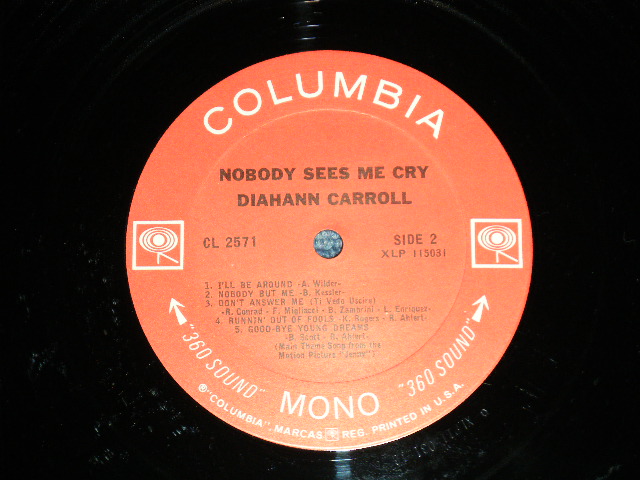 COLUMBIA
NOBODY SEES ME CRY
DIAHANN CARROLL
CL 2571
SIDE 2
XLP 115031
1. I'LL BE AROUND -A. Wilder-
2. NOBODY BUT ME -B. Kessler-
3. DON'T ANSWER ME (Ti Vedo Uscire)
-R. Conrad - F. Migliacci - B. Zambrini - L. Enriquez-
4. RUNNIN' OUT OF FOOLS -K. Rogers - R. Ahlert-
5. GOOD-BYE YOUNG DREAMS
-B. Scott - R. Ahlert-
(Main Theme Song from the
Motion Picture "Jenny")
"360 SOUND" MONO "360 SOUND"
® "COLUMBIA", MARCAS REG. PRINTED IN U.S.A.